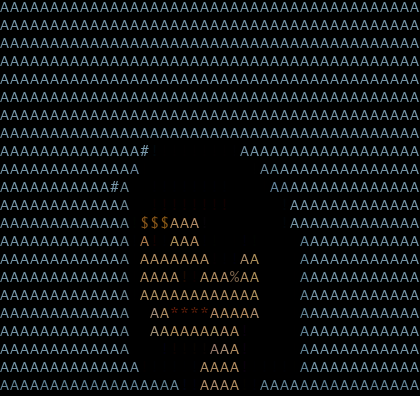 AAAAAAAAAAAAAAAAAAAAAAAAAAAAAAAAAAAAAAAAAA
AAAAAAAAAAAAAAAAAAAAAAAAAAAAAAAAAAAAAAAAAA
AAAAAAAAAAAAAAAAAAAAAAAAAAAAAAAAAAAAAAAAAA
AAAAAAAAAAAAAAAAAAAAAAAAAAAAAAAAAAAAAAAAAA
AAAAAAAAAAAAAAAAAAAAAAAAAAAAAAAAAAAAAAAAAA
AAAAAAAAAAAAAAAAAAAAAAAAAAAAAAAAAAAAAAAAAA
AAAAAAAAAAAAAAAAAAAAAAAAAAAAAAAAAAAAAAAAAA
AAAAAAAAAAAAAAAAAAAAAAAAAAAAAAAAAAAAAAAAAA
AAAAAAAAAAAAAA#         AAAAAAAAAAAAAAAAAA
AAAAAAAAAAAAAA            AAAAAAAAAAAAAAAA
AAAAAAAAAAA#A              AAAAAAAAAAAAAAA
AAAAAAAAAAAAA                AAAAAAAAAAAAA
AAAAAAAAAAAAA $$$AAA         AAAAAAAAAAAAA
AAAAAAAAAAAAA A  AAA          AAAAAAAAAAAA
AAAAAAAAAAAAA AAAAAAA   AA    AAAAAAAAAAAA
AAAAAAAAAAAAA AAAA  AAA%AA    AAAAAAAAAAAA
AAAAAAAAAAAAA AAAAAAAAAAAA    AAAAAAAAAAAA
AAAAAAAAAAAAA  AA****AAAAA    AAAAAAAAAAAA
AAAAAAAAAAAAA  AAAAAAAAA      AAAAAAAAAAAA
AAAAAAAAAAAAA        AAA      AAAAAAAAAAAA
AAAAAAAAAAAAAA      AAAA      AAAAAAAAAAAA
AAAAAAAAAAAAAAAAAA  AAAA  AAAAAAAAAAAAAAAA